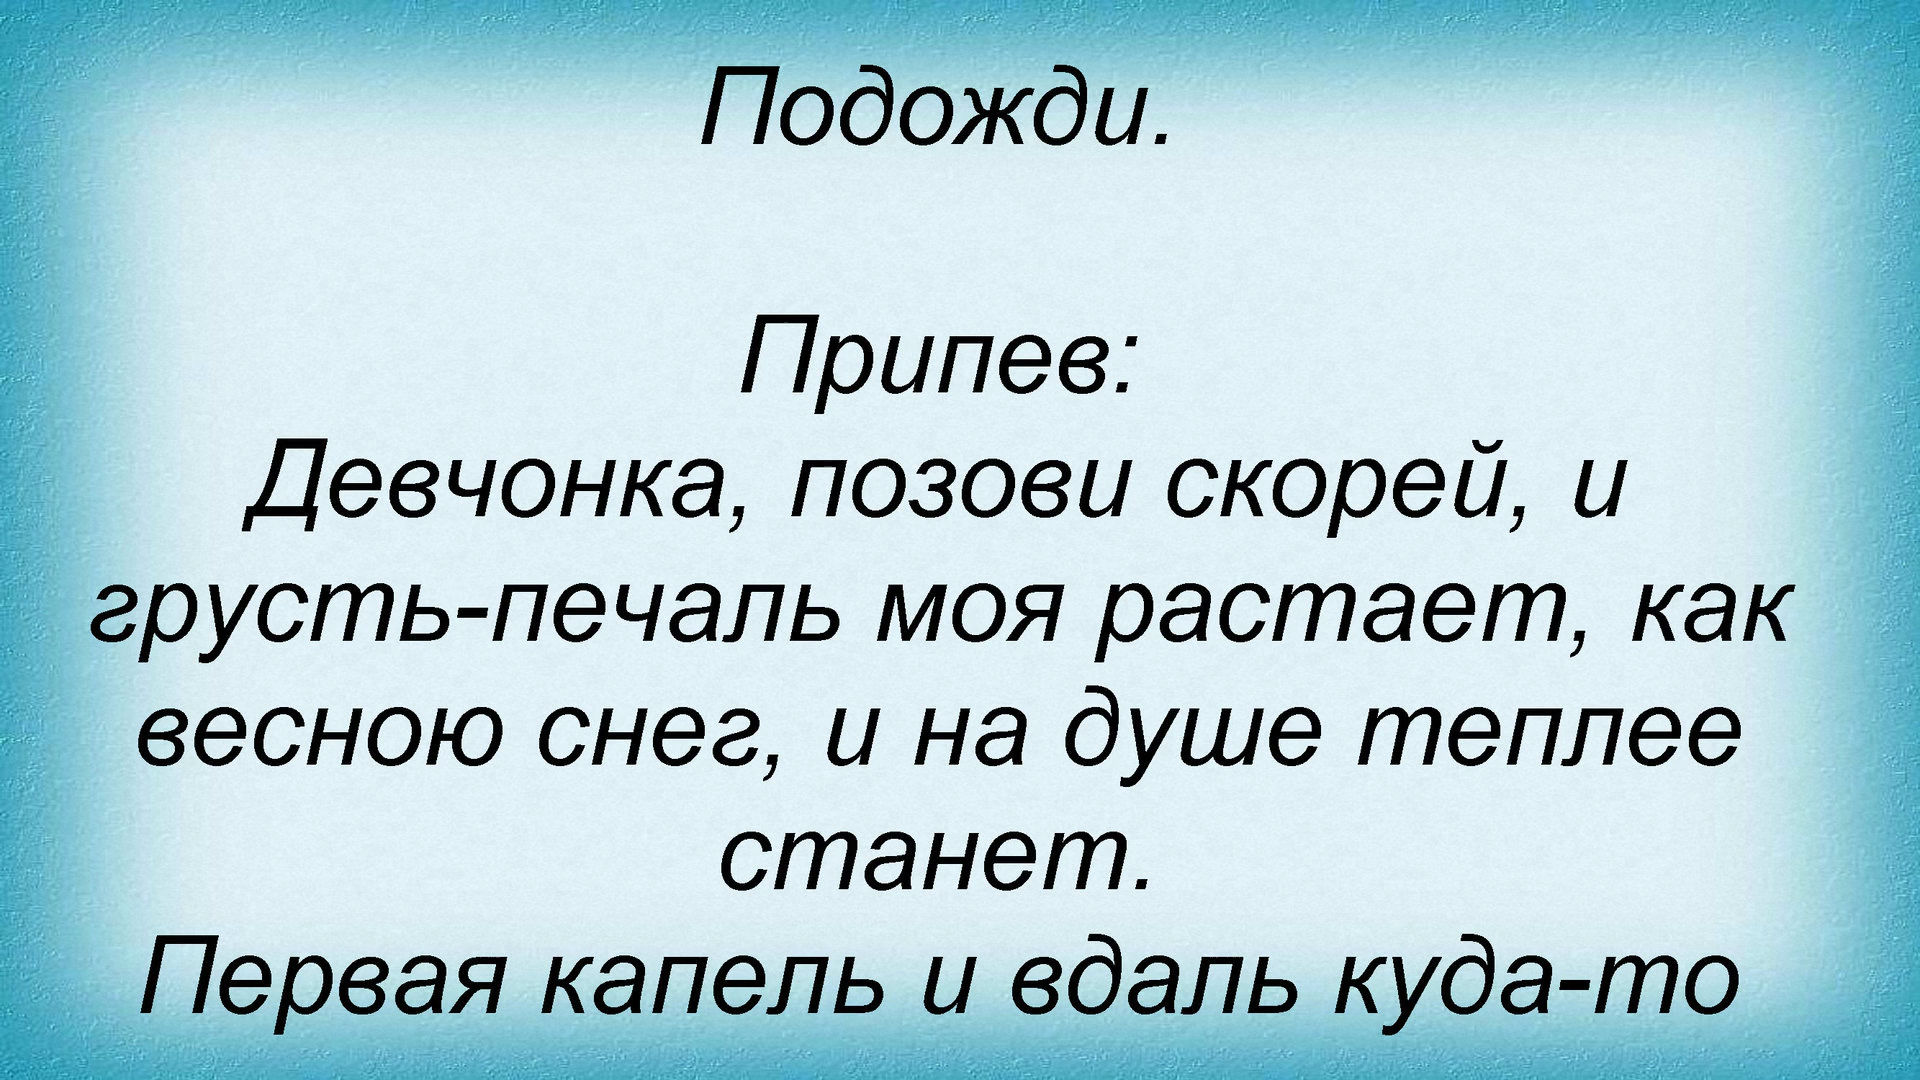 Подожди.
Припев:
Девчонка, позови скорей, и
грусть-печаль моя растает, как
весною снег, и на душе теплее
станет.
Первая капель и вдаль куда-то